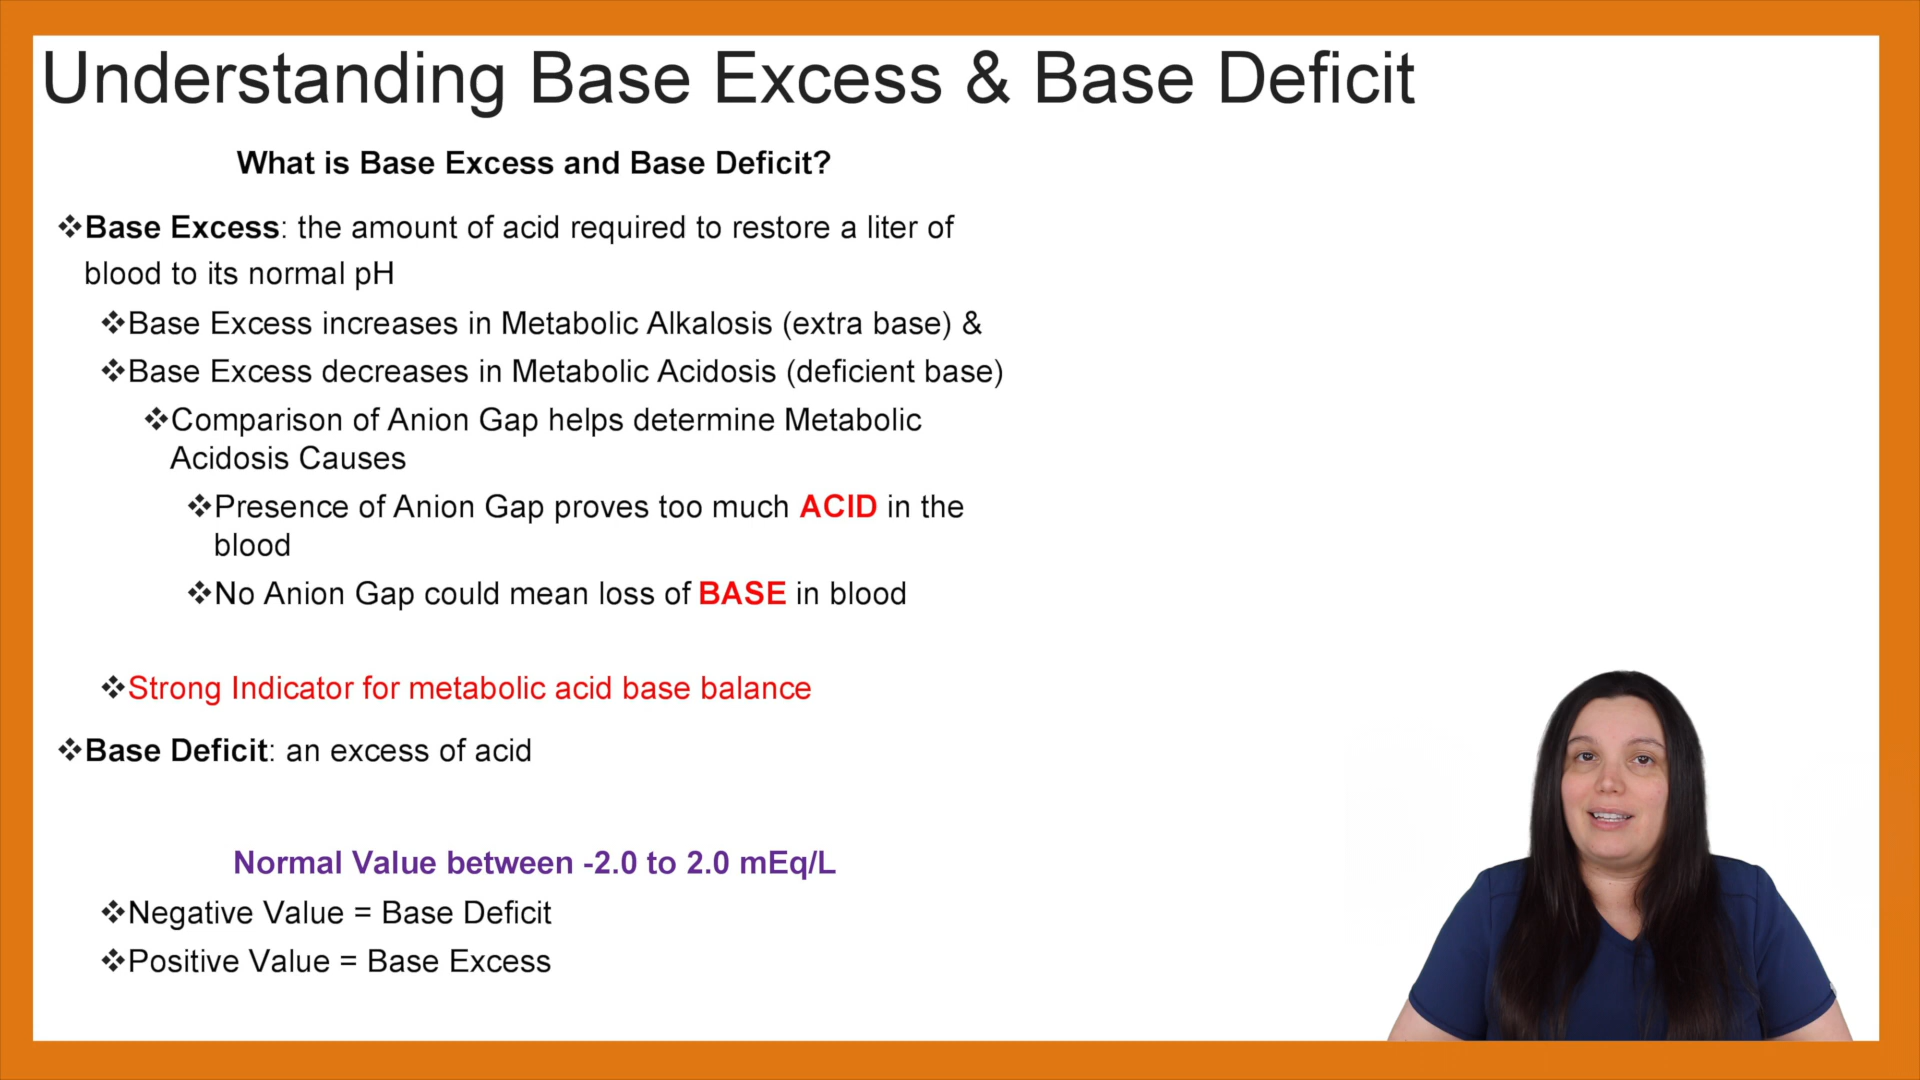 Understanding Base Excess & Base Deficit
What is Base Excess and Base Deficit?
❖Base Excess: the amount of acid required to restore a liter of
blood to its normal pH
❖Base Excess increases in Metabolic Alkalosis (extra base) &
❖Base Excess decreases in Metabolic Acidosis (deficient base)
❖Comparison of Anion Gap helps determine Metabolic
Acidosis Causes
❖Presence of Anion Gap proves too much ACID in the
blood
❖No Anion Gap could mean loss of BASE in blood
❖Strong Indicator for metabolic acid base balance
❖Base Deficit: an excess of acid
Normal Value between -2.0 to 2.0 mEq/L
❖Negative Value = Base Deficit
❖Positive Value = Base Excess